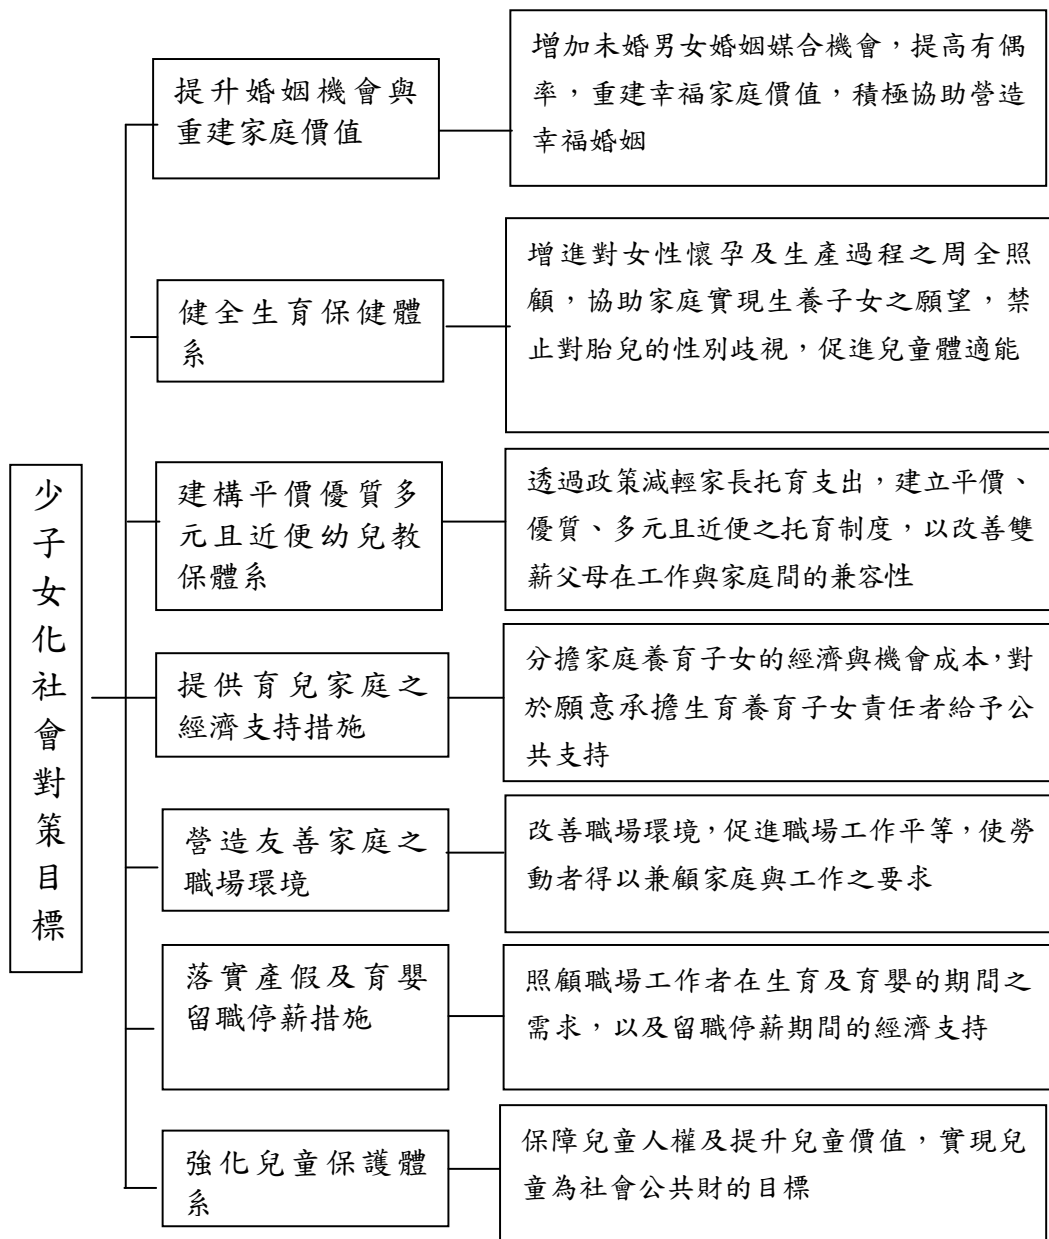 少子女化社會對策目標
提升婚姻機會與
重建家庭價值
增加未婚男女婚姻媒合機會，提高有偶
率，重建幸福家庭價值，積極協助營造
幸福婚姻
健全生育保健體
系
增進對女性懷孕及生產過程之周全照
顧，協助家庭實現生養子女之願望，禁
止對胎兒的性別歧視，促進兒童體適能
建構平價優質多
元且近便幼兒教
保體系
透過政策減輕家長托育支出，建立平價、
優質、多元且近便之托育制度，以改善雙
薪父母在工作與家庭間的兼容性
提供育兒家庭之
經濟支持措施
分擔家庭養育子女的經濟與機會成本，對
於願意承擔生育養育子女責任者給予公
共支持
營造友善家庭之
職場環境
改善職場環境，促進職場工作平等，使勞
動者得以兼顧家庭與工作之要求
落實產假及育嬰
留職停薪措施
照顧職場工作者在生育及育嬰的期間之
需求，以及留職停薪期間的經濟支持
強化兒童保護體
系
保障兒童人權及提升兒童價值，實現兒
童為社會公共財的目標